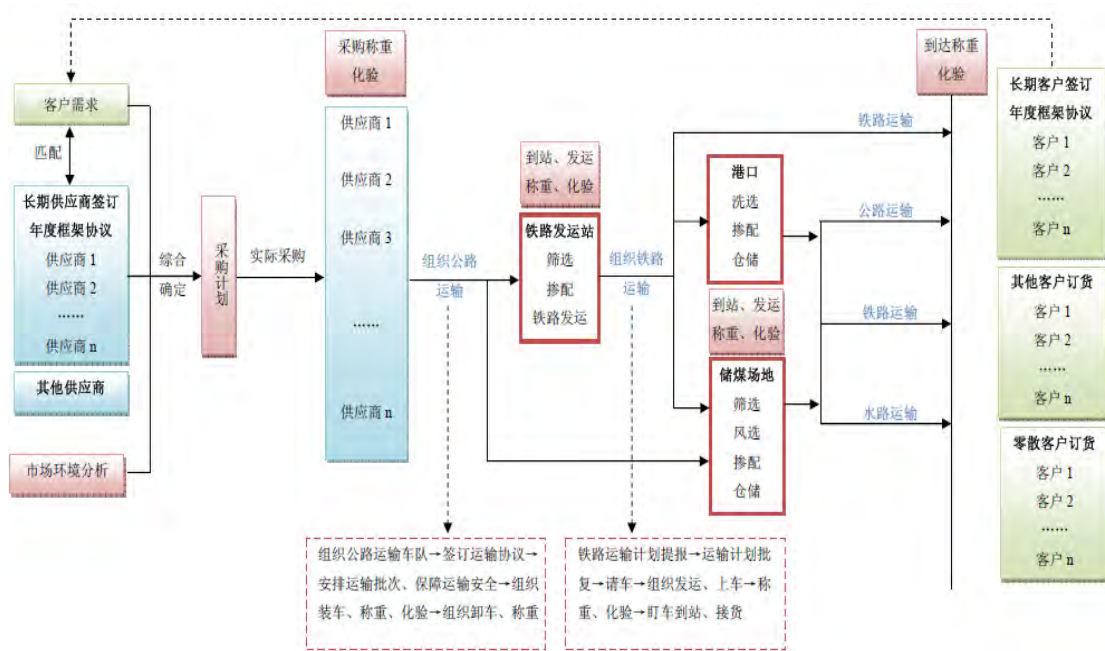 采购称重
化验
到达称重
化验
客户需求
匹配
长期供应商签订
年度框架协议
供应商 1
供应商 2
……
供应商 n
其他供应商
市场环境分析
综合
确定
采购计划
实际采购
供应商 1
供应商 2
供应商 3
……
供应商 n
组织公路
运输
到站、发运
称重、化验
铁路发运站
筛选
掺配
铁路发运
组织铁路
运输
港口
洗选
掺配
仓储
到站、发运
称重、化验
储煤场地
筛选
风选
掺配
仓储
铁路运输
公路运输
铁路运输
水路运输
长期客户签订
年度框架协议
客户 1
客户 2
……
客户 n
其他客户订货
客户 1
客户 2
……
客户 n
零散客户订货
客户 1
客户 2
……
客户 n
组织公路运输车队→签订运输协议→
安排运输批次、保障运输安全→组织
装车、称重、化验→组织卸车、称重
铁路运输计划提报→运输计划批
复→请车→组织发运、上车→称
重、化验→盯车到站、接货